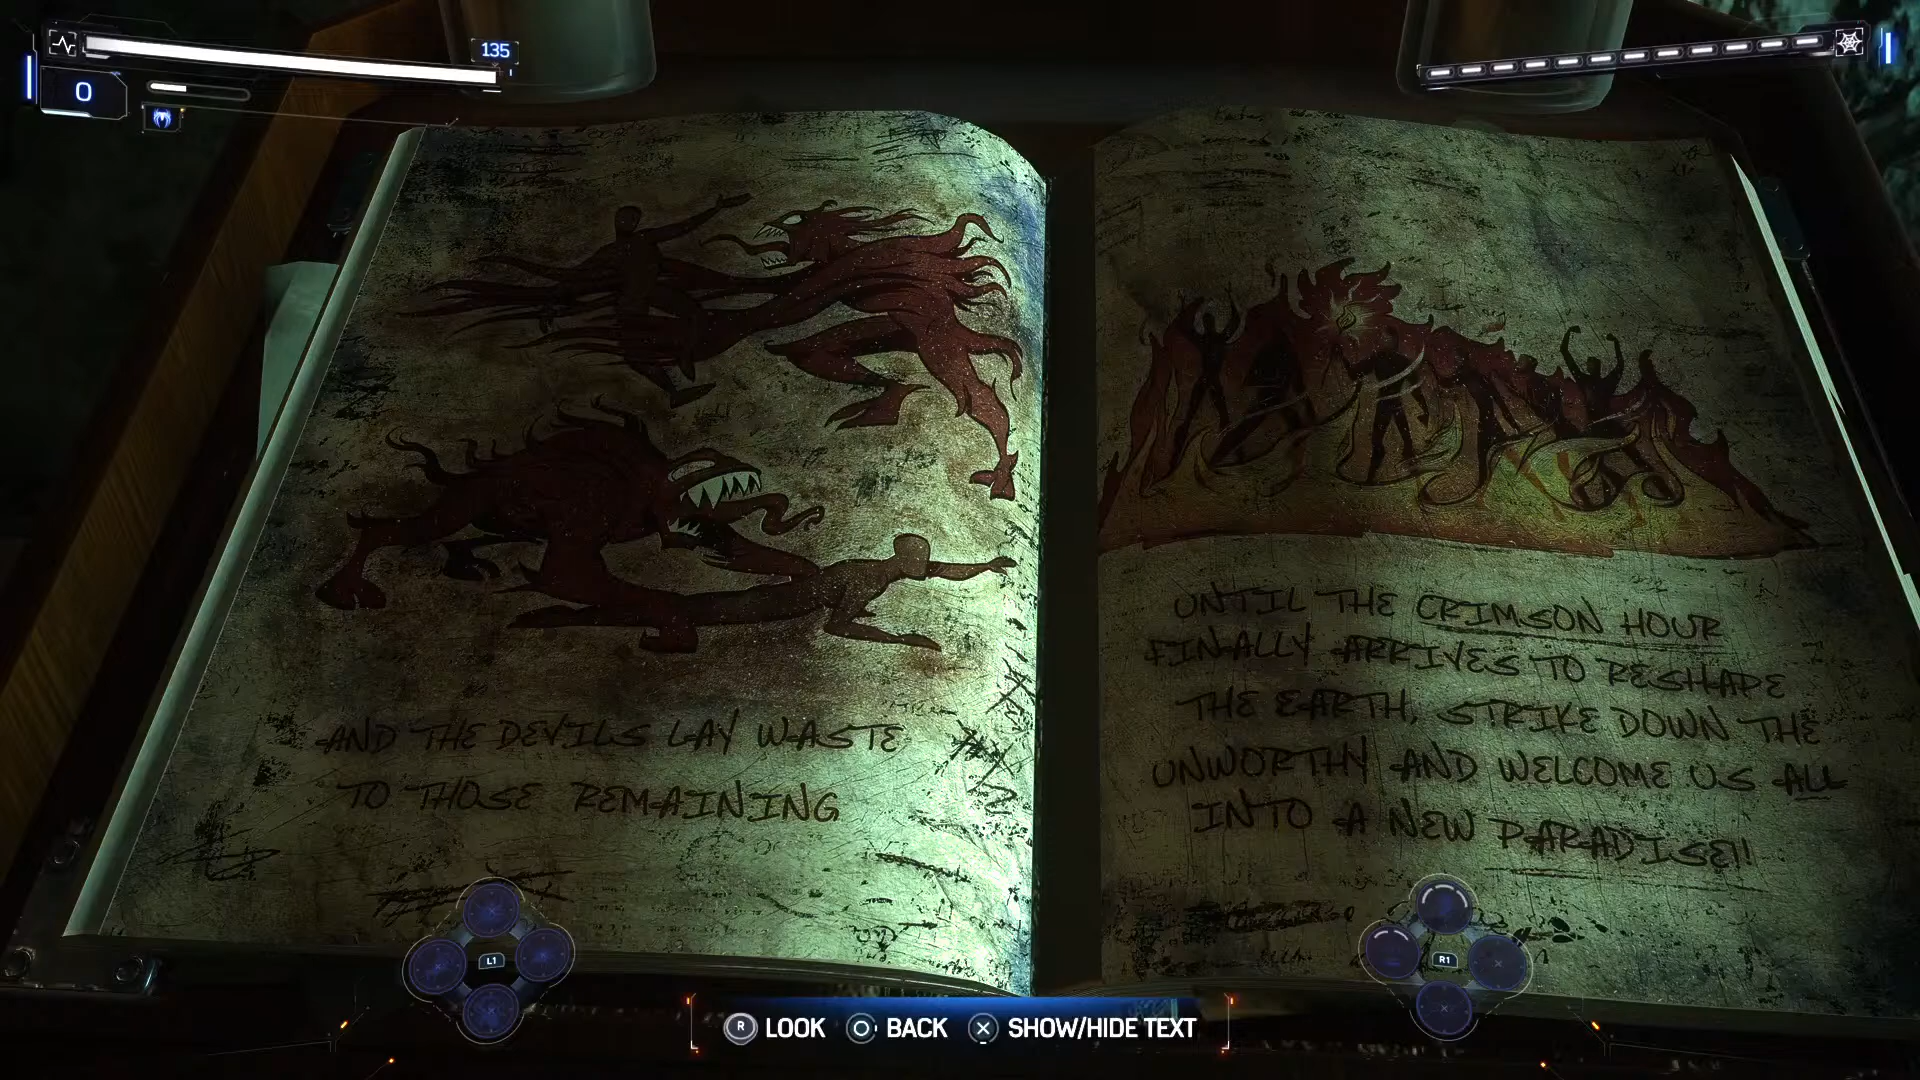 135
0
AND THE DEVILS LAY WASTE
TO THOSE REMAINING
UNTIL THE CRIMSON HOUR
FINALLY ARRIVES TO RESHAPE
THE EARTH, STRIKE DOWN THE
UNWORTHY AND WELCOME US ALL
INTO A NEW PARADISE!!
L1
R1
R LOOK BACK SHOW/HIDE TEXT